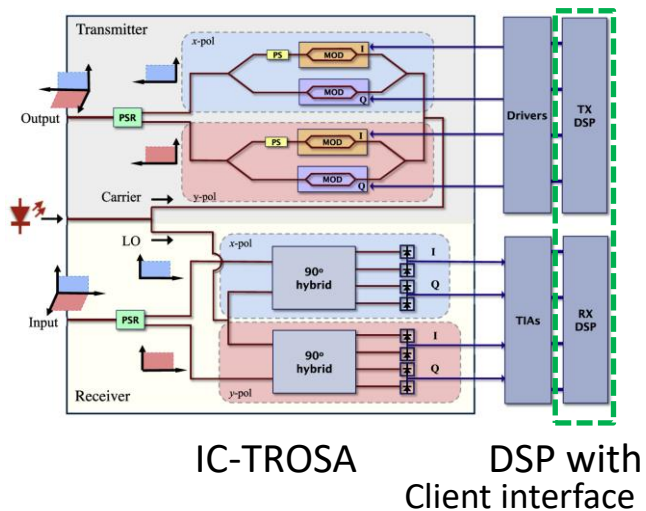 Transmitter
x-pol
PS
MOD
I
MOD
Q
Output
PSR
PS
MOD
I
MOD
Q
y-pol
Drivers
TX
DSP
Carrier
LO
x-pol
90° hybrid
I
Q
Input
PSR
90° hybrid
I
Q
y-pol
Receiver
TIAs
RX
DSP
IC-TROSA
DSP with
Client interface